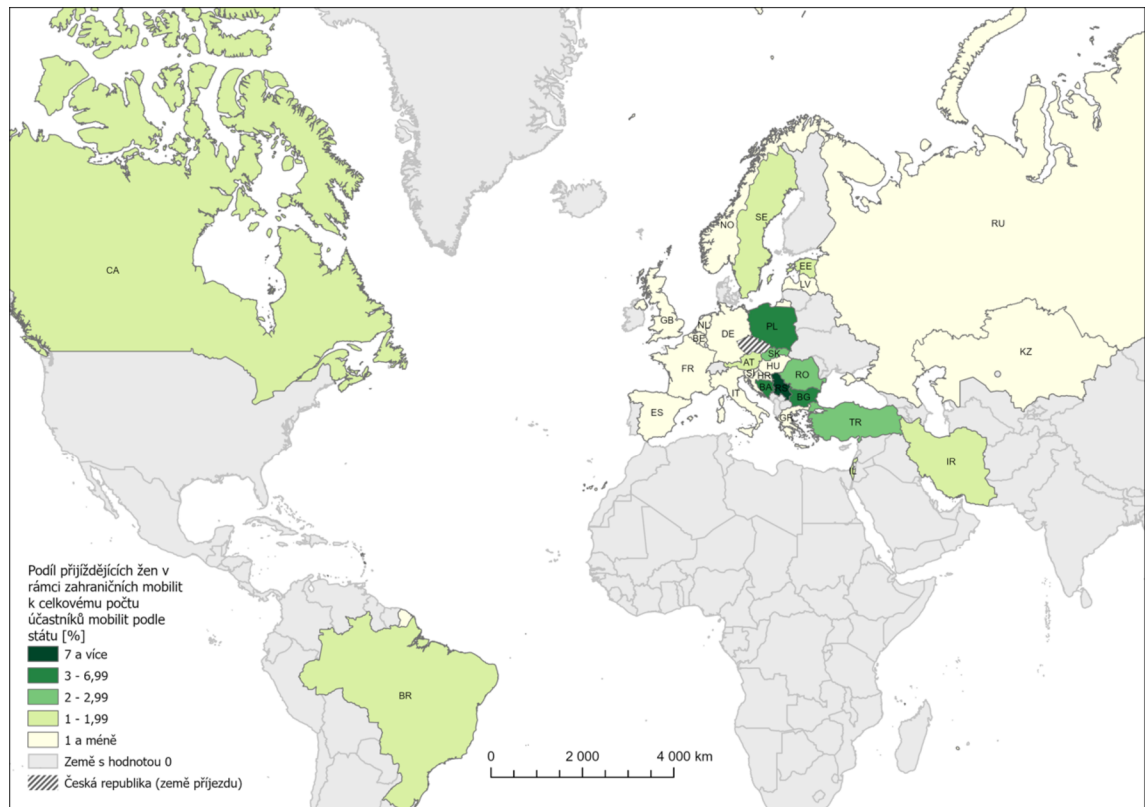 CA
NO
SE
RU
EE
LV
GB
NL
BE
DE
PL
SK
AT
HU
FR
SI
HR
RO
BA
RS
BG
IT
ES
GR
TR
KZ
IL
IR
BR
Podíl přijíždějících žen v
rámci zahraničních mobilit
k celkovému počtu
účastníků mobilit podle
státu [%]
7 a více
3 - 6,99
2 - 2,99
1 - 1,99
1 a méně
Země s hodnotou 0
Česká republika (země příjezdu)
0 2 000 4 000 km